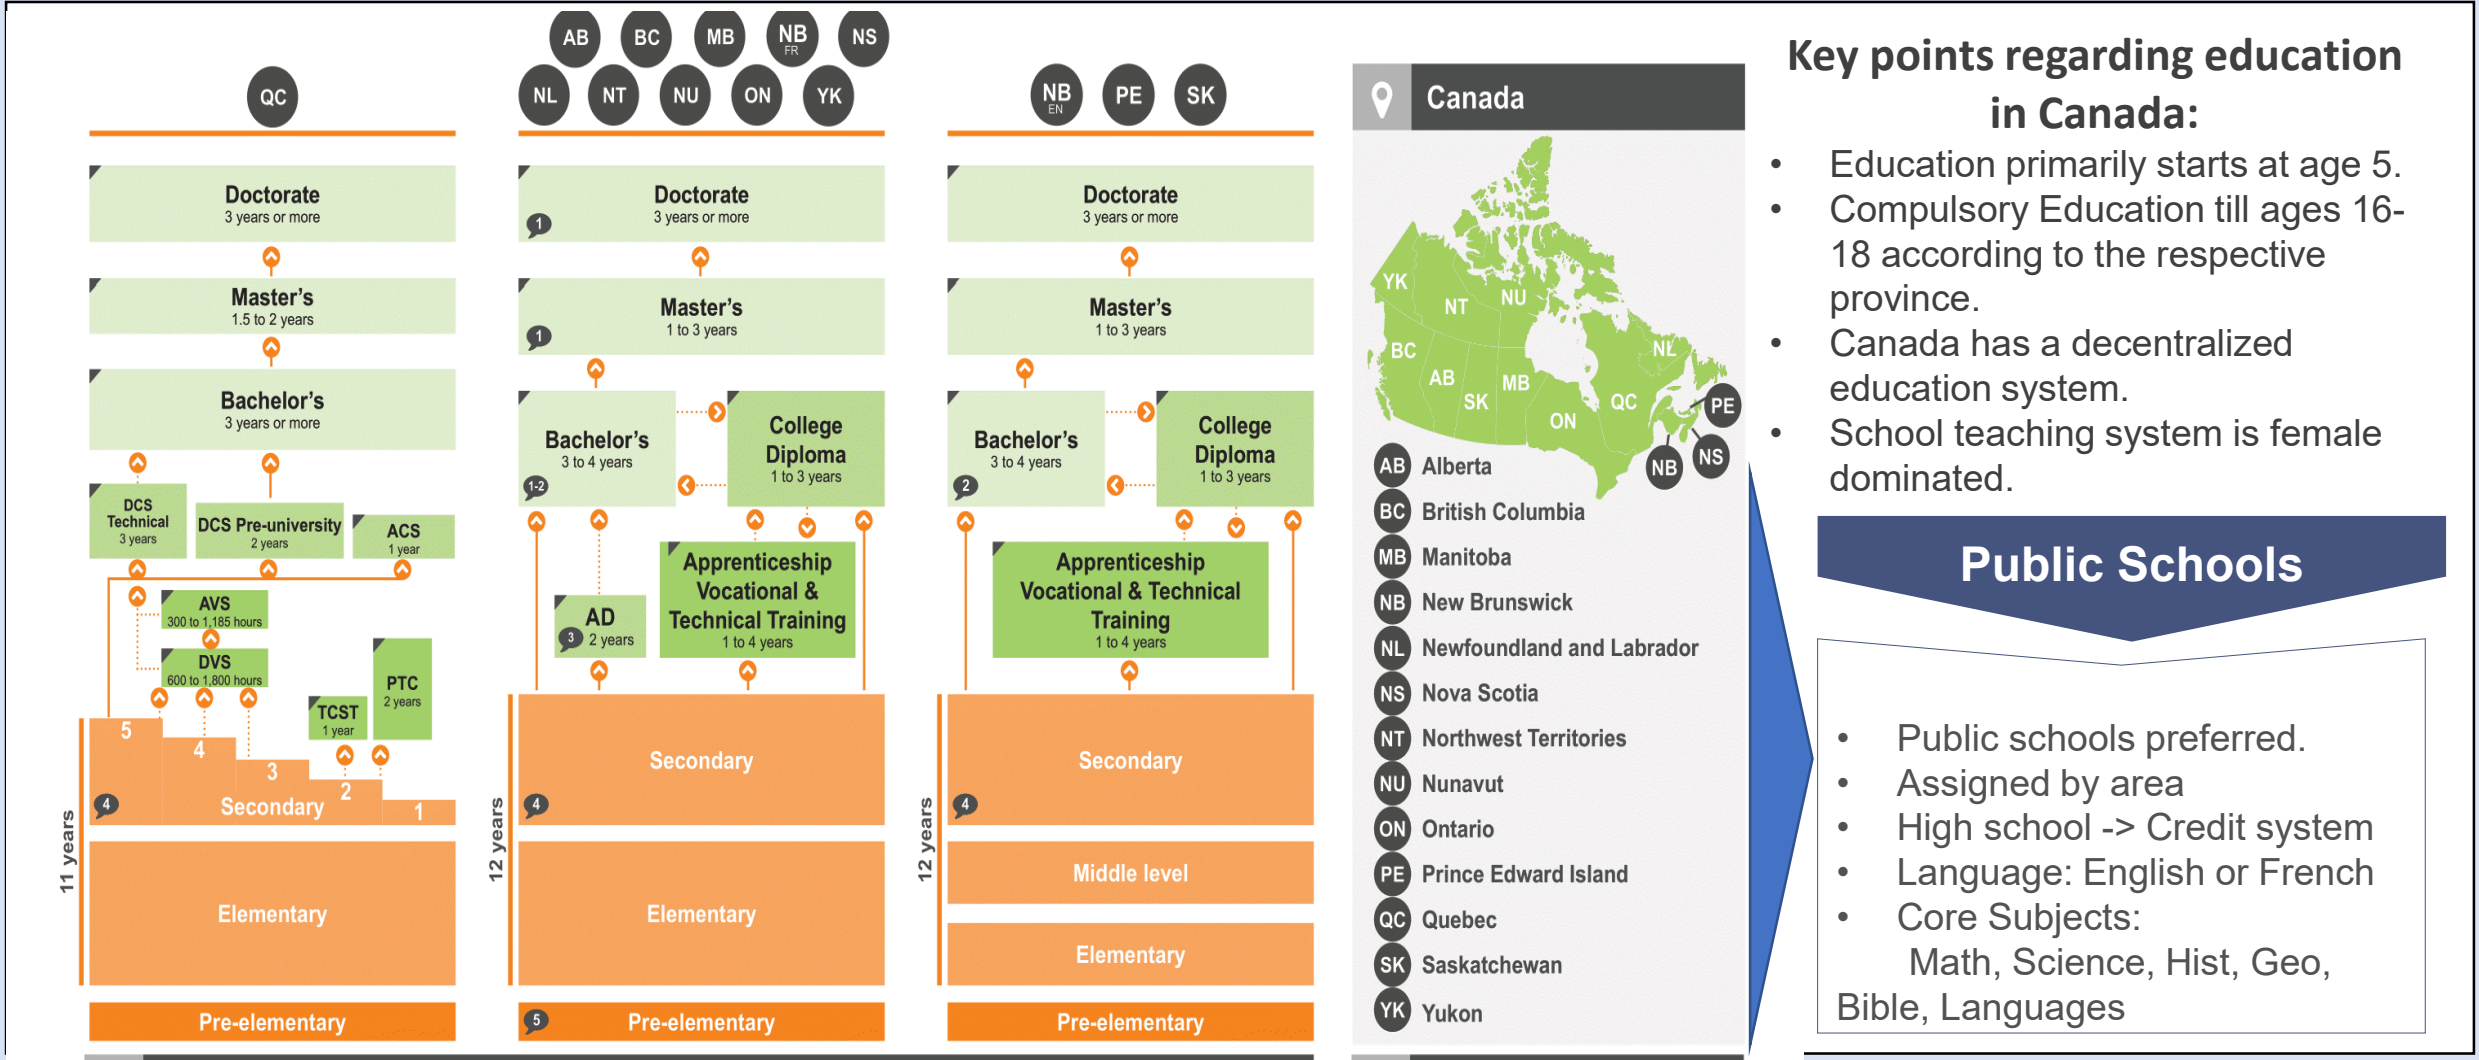 QC
Doctorate
3 years or more
Master's
1.5 to 2 years
Bachelor's
3 years or more
DCS
Technical
3 years
DCS Pre-university
2 years
ACS
1 year
AVS
300 to 1,185 hours
DVS
600 to 1,800 hours
PTC
2 years
TCST
1 year
5
4
3
2
1
Secondary
4
11 years
Elementary
Pre-elementary
AB
BC
MB
NB
FR
NS
NL
NT
NU
ON
YK
Doctorate
3 years or more
1
Master's
1 to 3 years
1
Bachelor's
3 to 4 years
1-2
College
Diploma
1 to 3 years
AD
3 2 years
Apprenticeship
Vocational &
Technical Training
1 to 4 years
Secondary
4
12 years
Elementary
5
Pre-elementary
NB
EN
PE
SK
Doctorate
3 years or more
Master's
1 to 3 years
Bachelor's
3 to 4 years
2
College
Diploma
1 to 3 years
Apprenticeship
Vocational & Technical
Training
1 to 4 years
Secondary
4
12 years
Middle level
Elementary
Pre-elementary
Canada
YK
NT
NU
BC
AB
SK
MB
ON
QC
NL
PE
NB
NS
AB Alberta
BC British Columbia
MB Manitoba
NB New Brunswick
NL Newfoundland and Labrador
NS Nova Scotia
NT Northwest Territories
NU Nunavut
ON Ontario
PE Prince Edward Island
QC Quebec
SK Saskatchewan
YK Yukon
Key points regarding education
in Canada:
• Education primarily starts at age 5.
• Compulsory Education till ages 16-
18 according to the respective
province.
• Canada has a decentralized
education system.
• School teaching system is female
dominated.
Public Schools
• Public schools preferred.
• Assigned by area
• High school -> Credit system
• Language: English or French
• Core Subjects:
Math, Science, Hist, Geo,
Bible, Languages